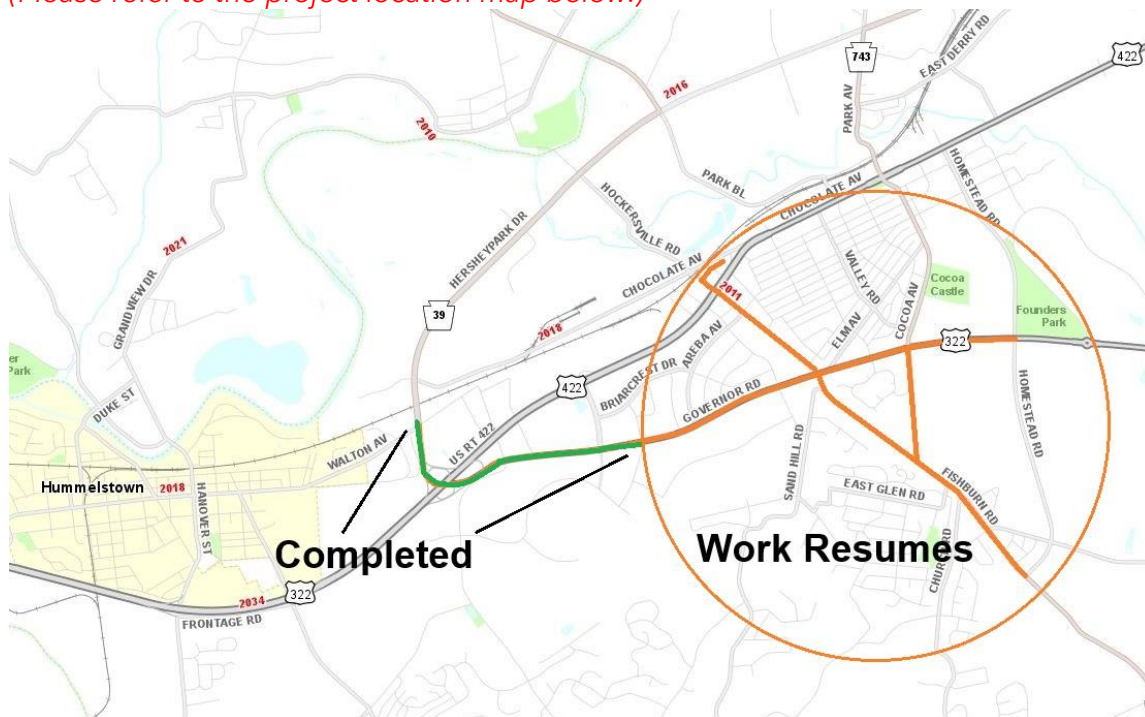 (Please refer to the project location map below.)
743
EAST DERRY RD
422
PARK AV
2016
2010
HOMESTEAD RD
PARK BL
CHOCOLATE AV
HOCKERSVILLE RD
2021
GRANDVIEW DR
HERSHEYPARK DR
VALLEY RD
COCOA AV
Cocoa
Castle
CHOCOLATE AV
2011
39
Founders
Park
2018
ELM AV
322
AREBA AV
Park
422
BRIARCREST DR
GOVERNOR RD
DUKE ST
HOMESTEAD RD
US RT 422
WALTON AV
SAND HILL RD
FISHBURN RD
Hummelstown
2018
HANOVER ST
EAST GLEN RD
Completed
Work Resumes
CHURCH RD
322
2034
FRONTAGE RD